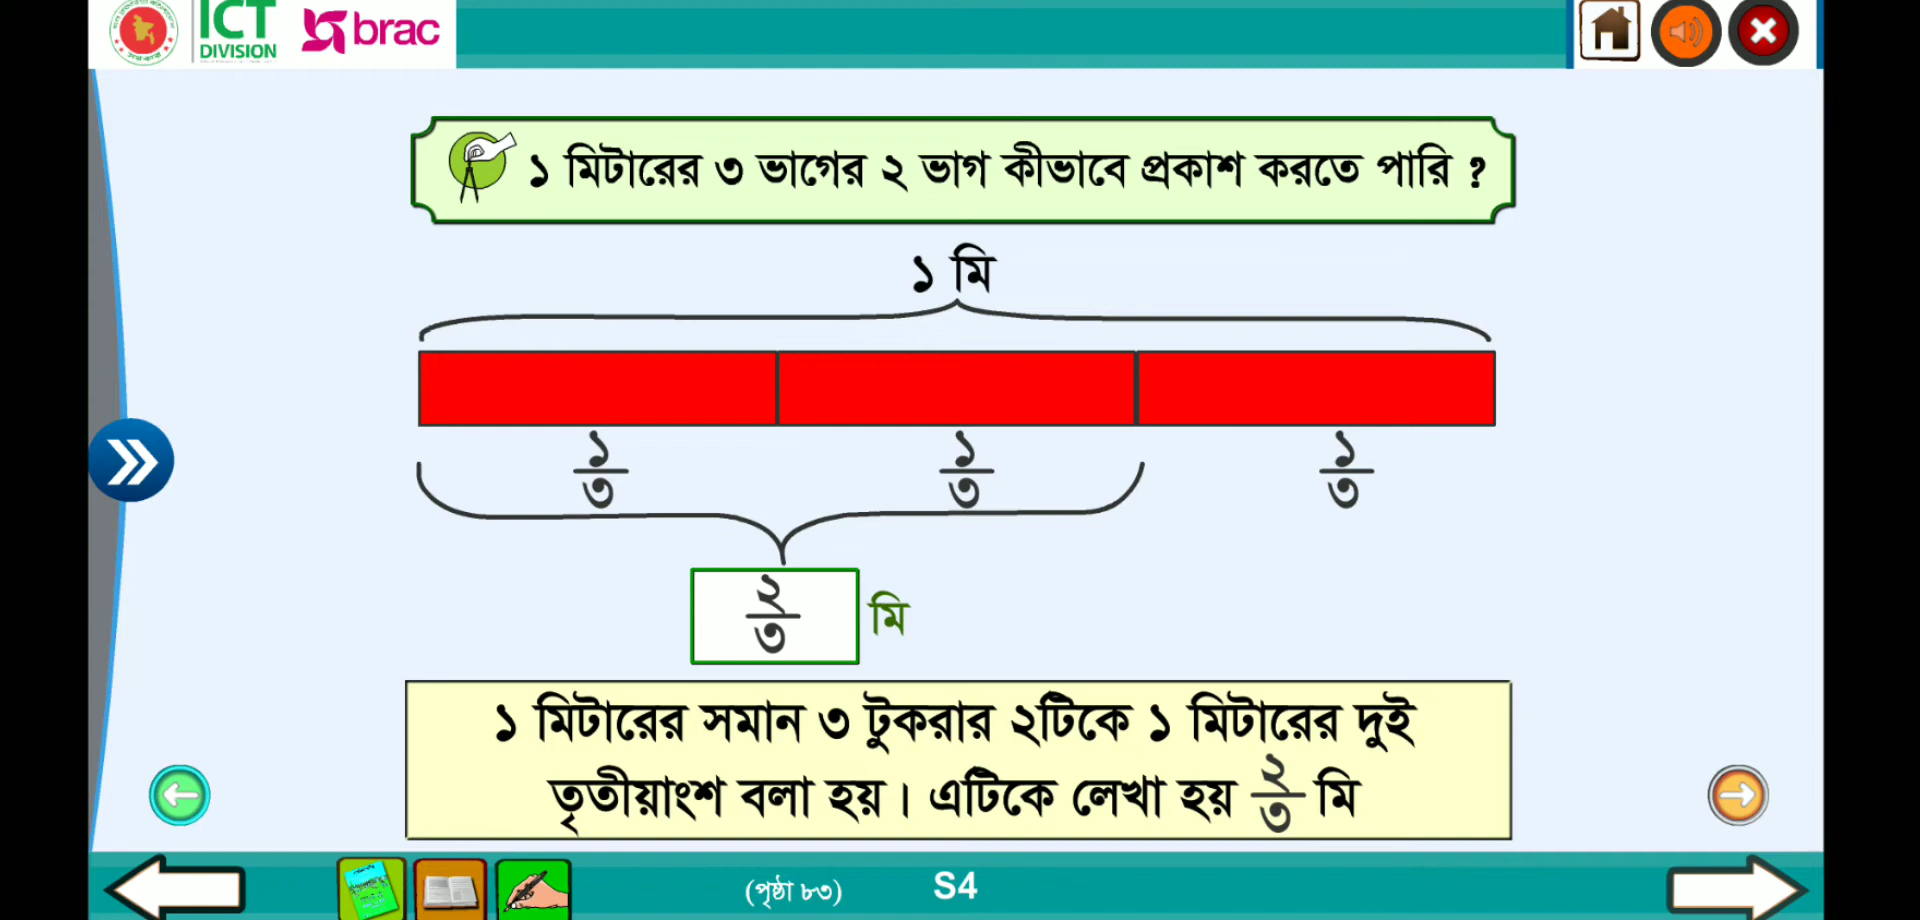 ICT
DIVISION
brac
১ মিটারের ৩ ভাগের ২ ভাগ কীভাবে প্রকাশ করতে পারি ?
১ মি
১/৩ ১/৩ ১/৩
২/৩ মি
১ মিটারের সমান ৩ টুকরার ২টিকে ১ মিটারের দুই
তৃতীয়াংশ বলা হয়। এটিকে লেখা হয় ২/৩ মি
(পৃষ্ঠা ৮৩) S4